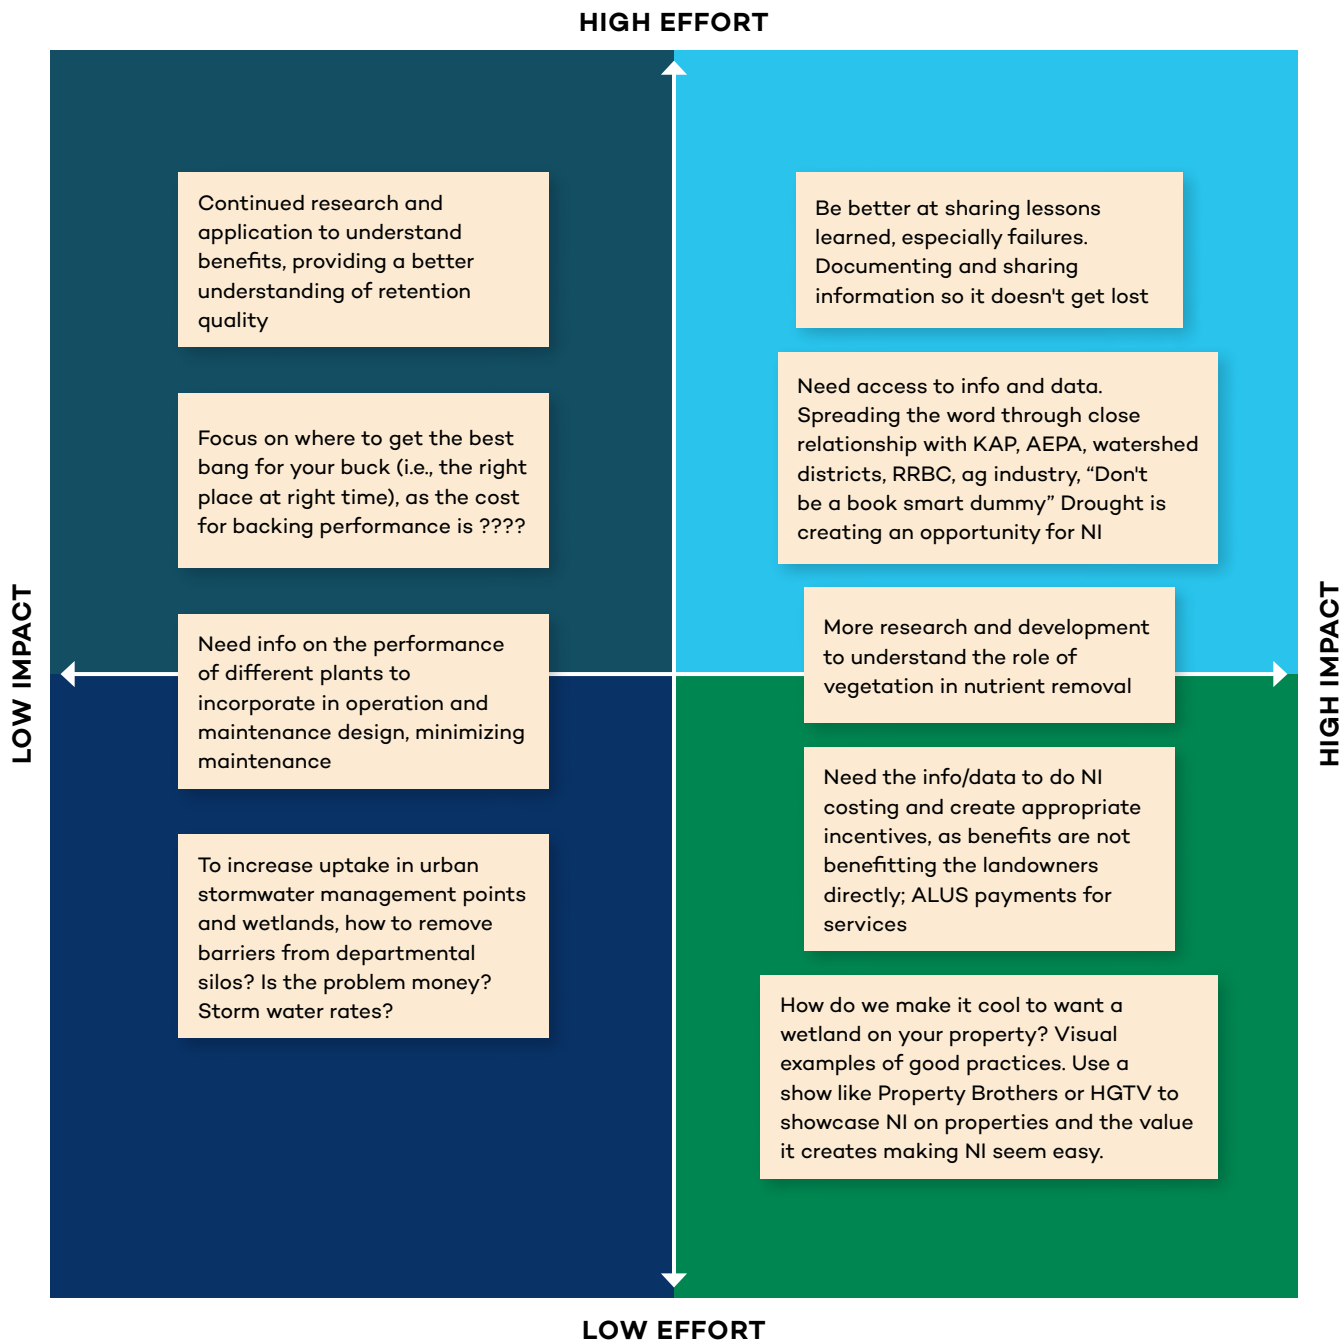 HIGH EFFORT
Continued research and
application to understand
benefits, providing a better
understanding of retention
quality
Focus on where to get the best
bang for your buck (i.e., the right
place at right time), as the cost
for backing performance is ????
Need info on the performance
of different plants to
incorporate in operation and
maintenance design, minimizing
maintenance
To increase uptake in urban
stormwater management points
and wetlands, how to remove
barriers from departmental
silos? Is the problem money?
Storm water rates?
Be better at sharing lessons
learned, especially failures.
Documenting and sharing
information so it doesn't get lost
Need access to info and data.
Spreading the word through close
relationship with KAP, AEPA, watershed
districts, RRBC, ag industry, “Don't
be a book smart dummy” Drought is
creating an opportunity for NI
More research and development
to understand the role of
vegetation in nutrient removal
Need the info/data to do NI
costing and create appropriate
incentives, as benefits are not
benefitting the landowners
directly; ALUS payments for
services
How do we make it cool to want a
wetland on your property? Visual
examples of good practices. Use a
show like Property Brothers or HGTV to
showcase NI on properties and the value
it creates making NI seem easy.
LOW IMPACT
HIGH IMPACT
LOW EFFORT